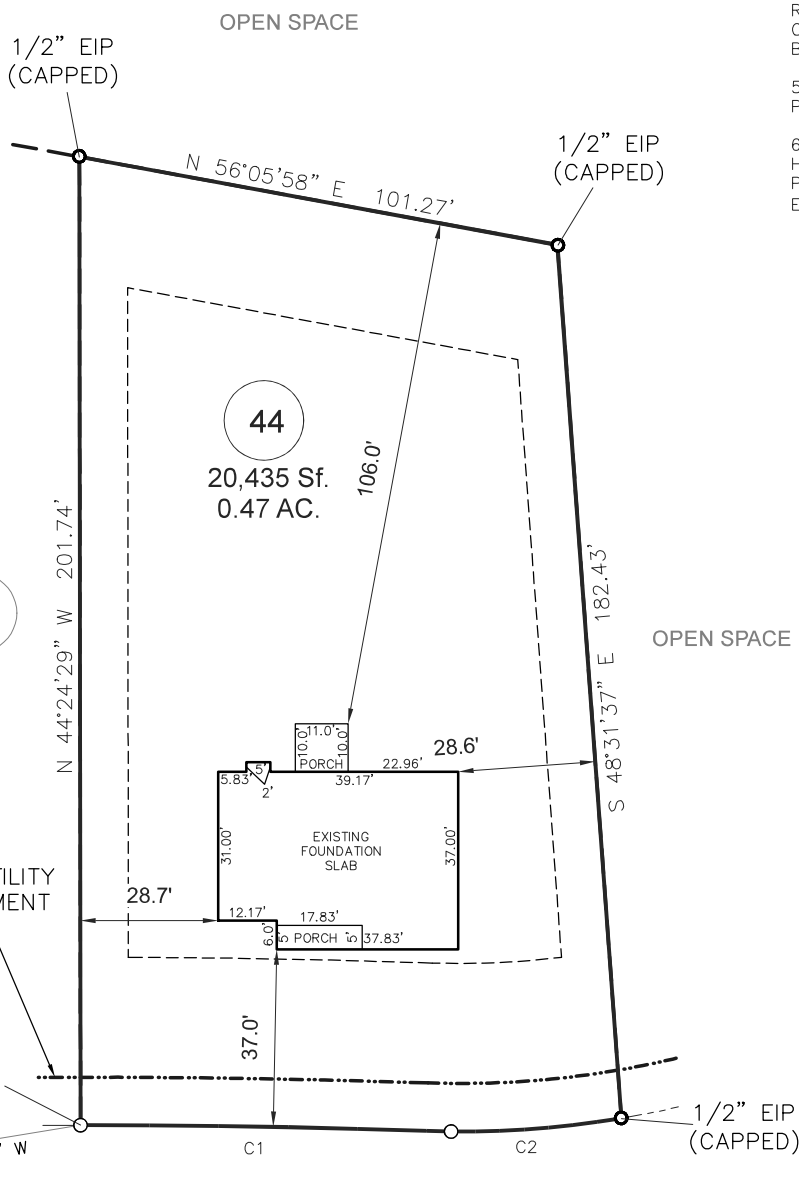 OPEN SPACE
1/2” EIP
(CAPPED)
1/2” EIP
(CAPPED)
N 56°05’58” E 101.27’
44
20,435 Sf.
0.47 AC.
106.0'
N 44°24’29” W 201.74’
S 48°31’37” E 182.43’
OPEN SPACE
10.0’
11.0’
10.0’
PORCH
28.6'
5.83’
5’
2’
39.17’
22.96’
31.00’
EXISTING
FOUNDATION
SLAB
37.00’
28.7'
12.17’
17.83’
6.0’
5’
PORCH
5’
37.83’
37.0'
C1
C2
1/2” EIP
(CAPPED)
W